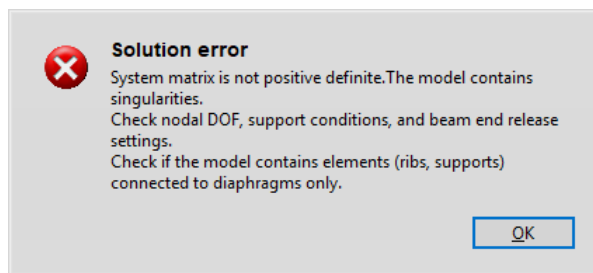 Solution error
System matrix is not positive definite.The model contains
singularities.
Check nodal DOF, support conditions, and beam end release
settings.
Check if the model contains elements (ribs, supports)
connected to diaphragms only.
OK